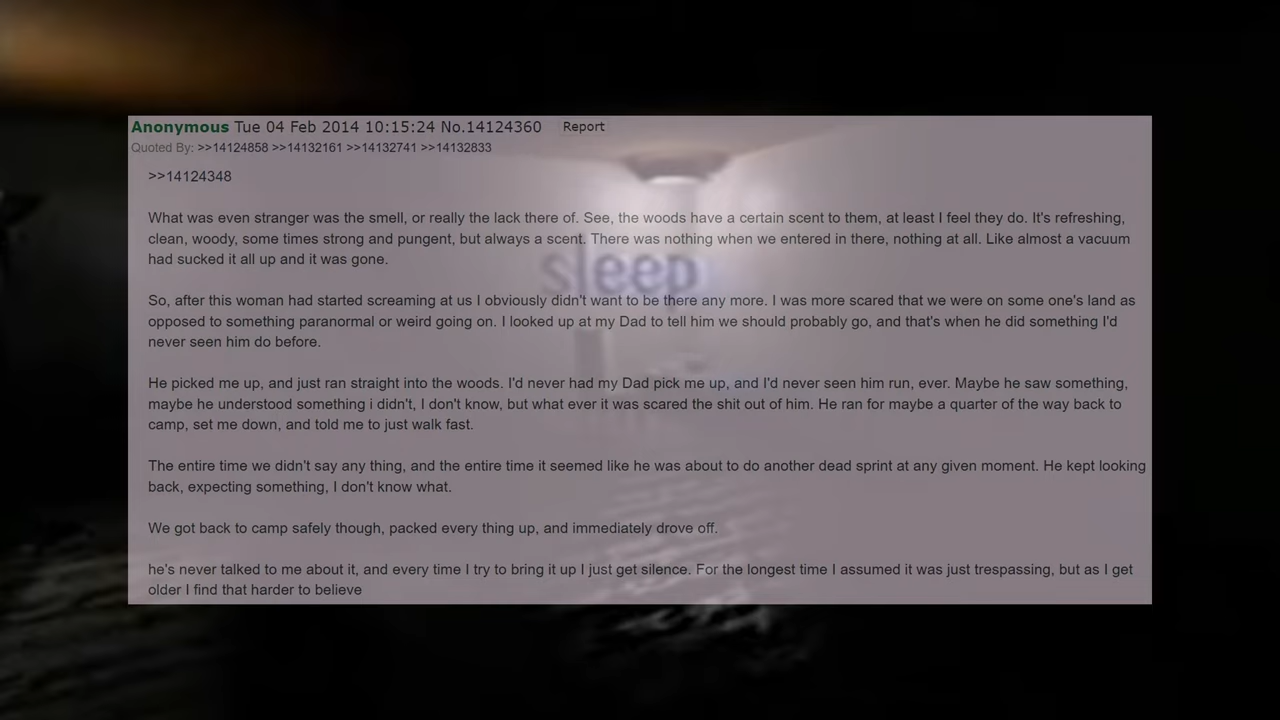 Anonymous Tue 04 Feb 2014 10:15:24 No.14124360 Report
Quoted By: >>14124858 >>14132161 >>14132741 >>14132833
>>14124348
What was even stranger was the smell, or really the lack there of. See, the woods have a certain scent to them, at least I feel they do. It's refreshing,
clean, woody, some times strong and pungent, but always a scent. There was nothing when we entered in there, nothing at all. Like almost a vacuum
had sucked it all up and it was gone.
sleep
So, after this woman had started screaming at us I obviously didn't want to be there any more. I was more scared that we were on some one's land as
opposed to something paranormal or weird going on. I looked up at my Dad to tell him we should probably go, and that's when he did something I'd
never seen him do before.
He picked me up, and just ran straight into the woods. I'd never had my Dad pick me up, and I'd never seen him run, ever. Maybe he saw something,
maybe he understood something i didn't, I don't know, but what ever it was scared the shit out of him. He ran for maybe a quarter of the way back to
camp, set me down, and told me to just walk fast.
The entire time we didn't say any thing, and the entire time it seemed like he was about to do another dead sprint at any given moment. He kept looking
back, expecting something, I don't know what.
We got back to camp safely though, packed every thing up, and immediately drove off.
he's never talked to me about it, and every time I try to bring it up I just get silence. For the longest time I assumed it was just trespassing, but as I get
older I find that harder to believe